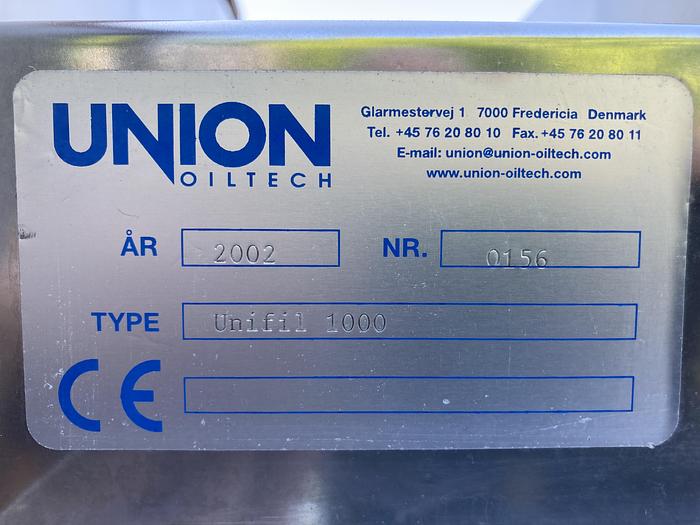 UNION
OILTECH
Glarmestervej 1 7000 Fredericia Denmark
Tel. +45 76 20 80 10 Fax. +45 76 20 80 11
E-mail: union@union-oiltech.com
www.union-oiltech.com
ÅR 2002 NR. 0156
TYPE Unifil 1000
CE